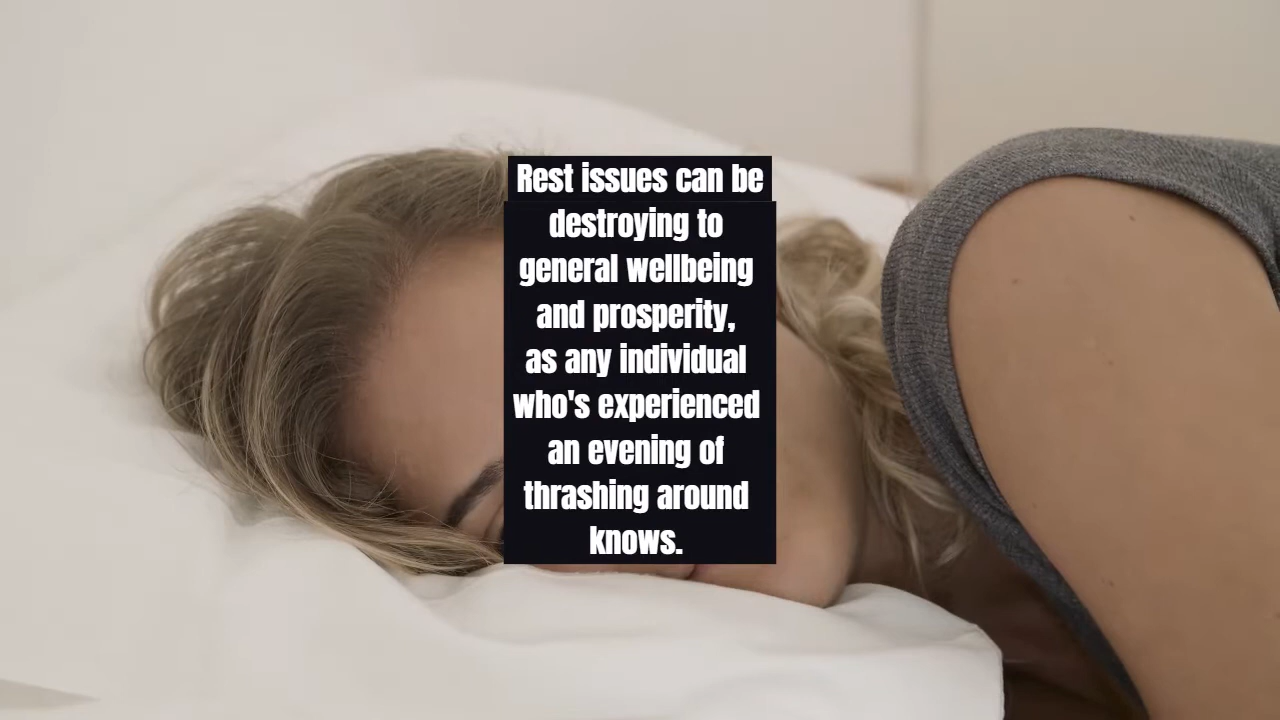 Rest issues can be
destroying to
general wellbeing
and prosperity,
as any individual
who's experienced
an evening of
thrashing around
knows.